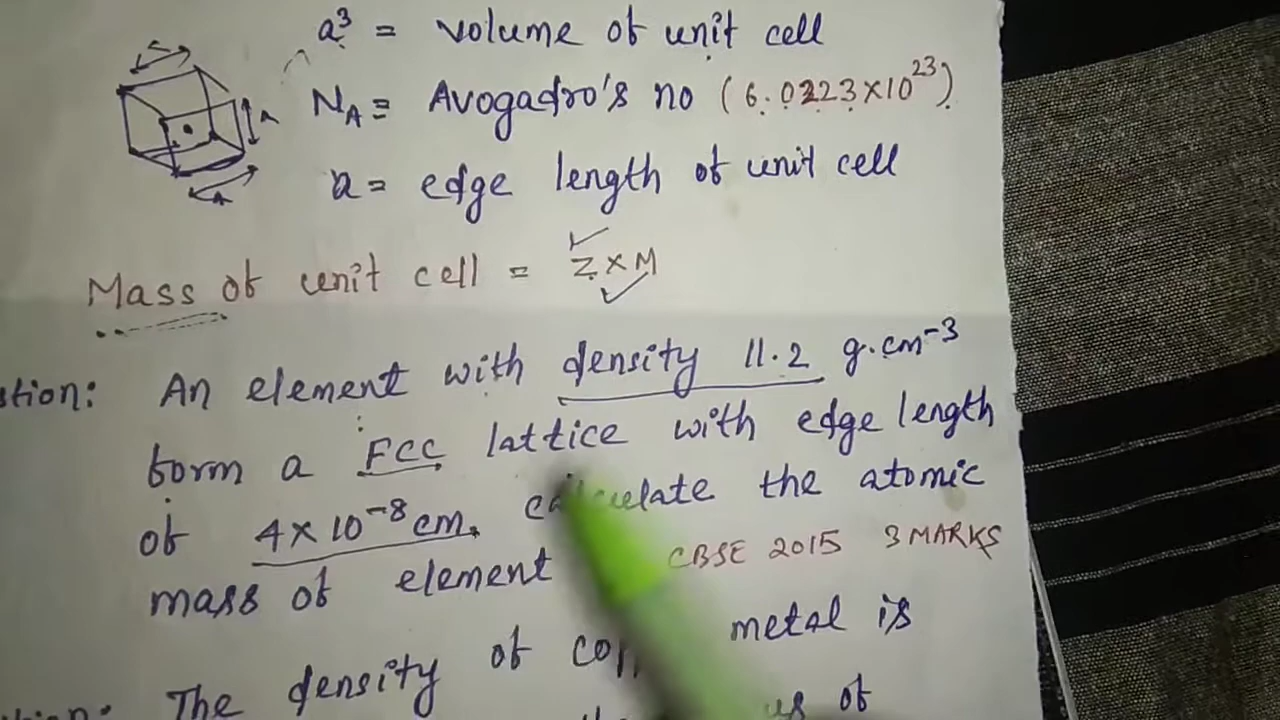 a³ = volume of unit cell
N_A = Avogadro's no (6.0223×10²³)
a = edge length of unit cell
Mass of unit cell = Z×M
stion: An element with density 11.2 g.cm⁻³
form a FCC lattice with edge length
of 4×10⁻⁸ cm. calculate the atomic
mass of element CBSE 2015 3 MARKS
The density of metal is
of